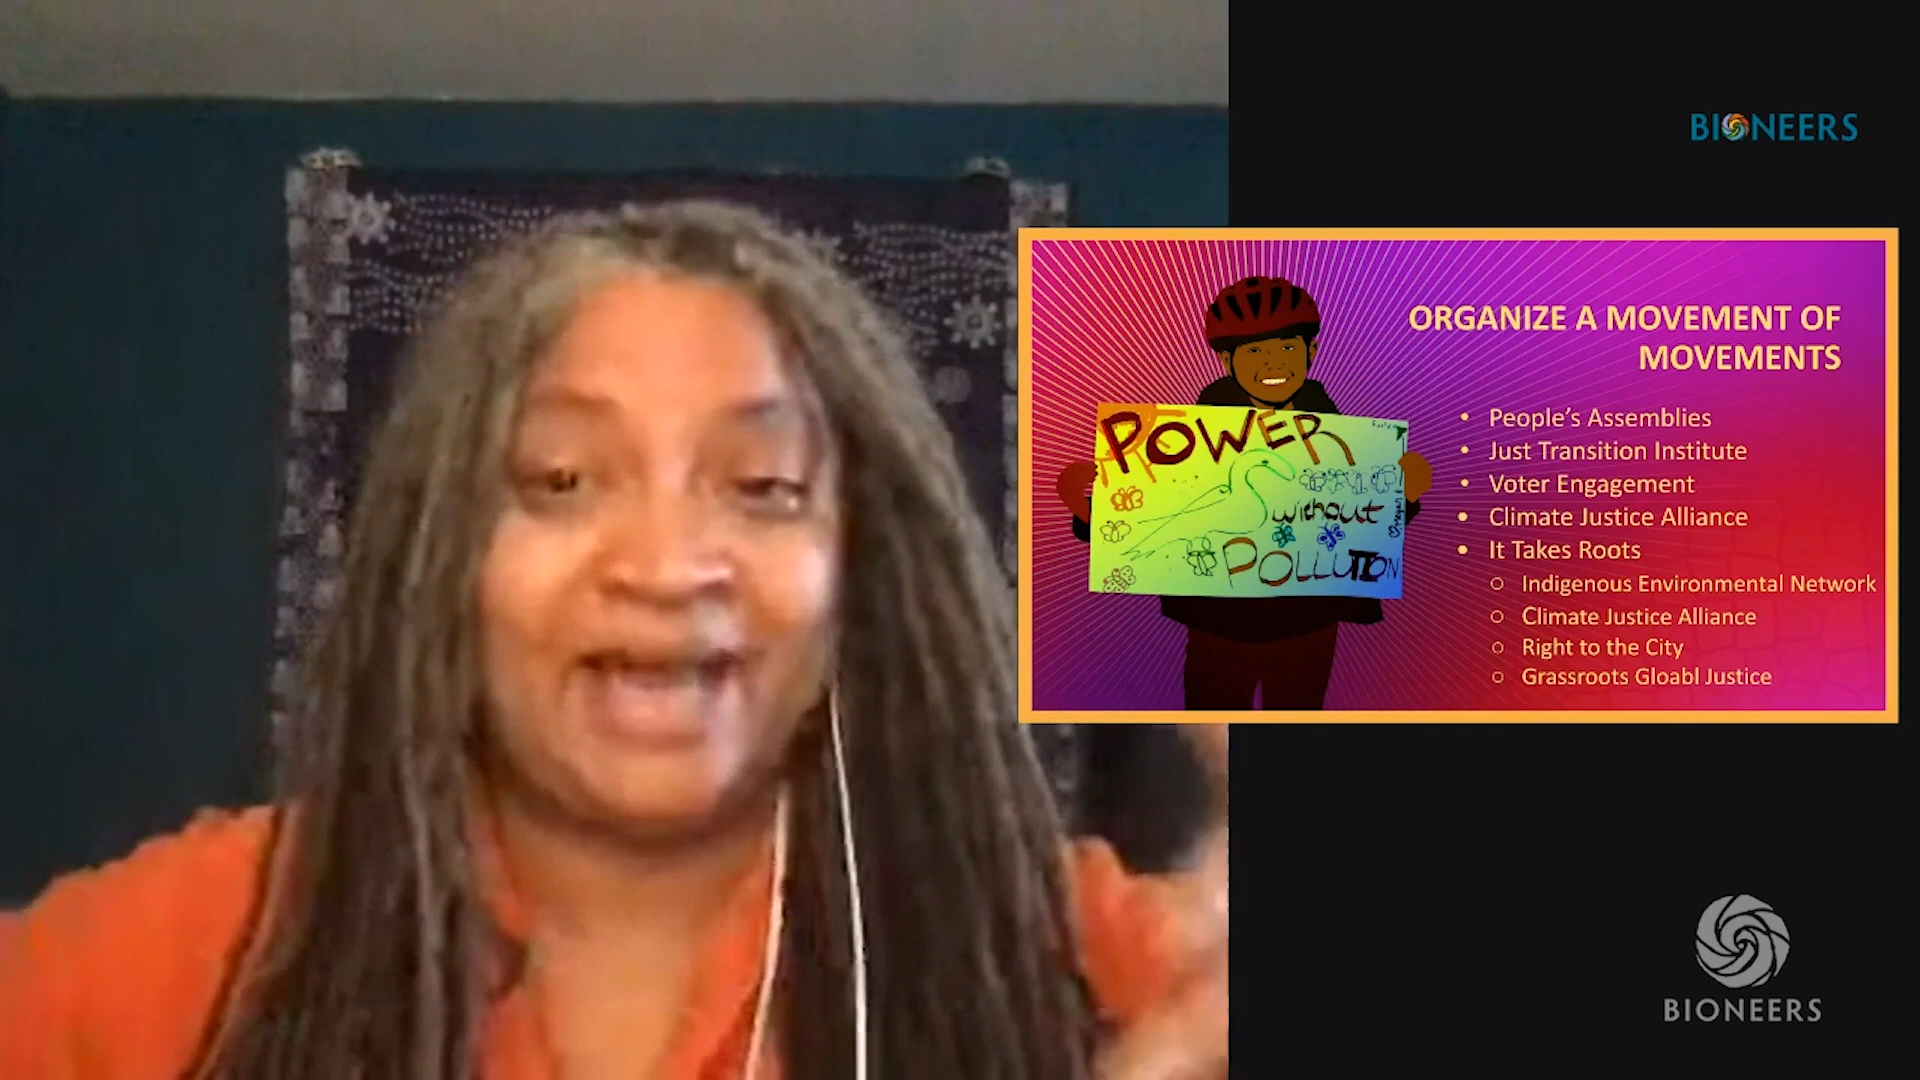 BIONEERS
ORGANIZE A MOVEMENT OF
MOVEMENTS
• People's Assemblies
• Just Transition Institute
• Voter Engagement
• Climate Justice Alliance
• It Takes Roots
○ Indigenous Environmental Network
○ Climate Justice Alliance
○ Right to the City
○ Grassroots Gloabl Justice
POWER
without
POLLUTION
BIONEERS